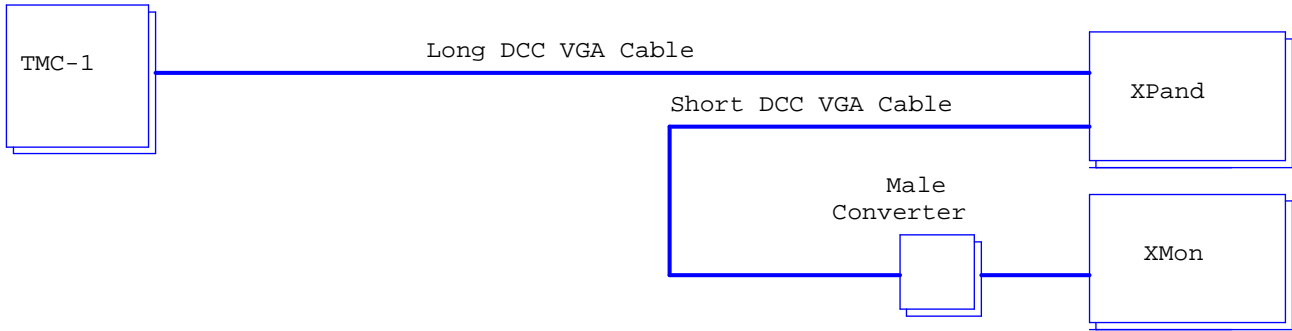 TMC-1
Long DCC VGA Cable
XPand
Short DCC VGA Cable
Male
Converter
XMon